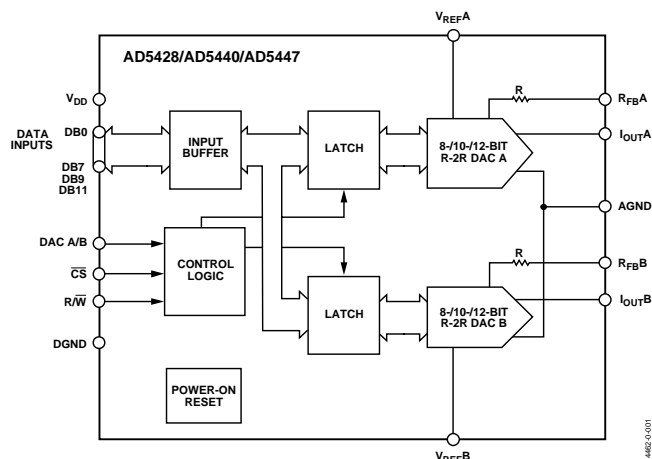 VREFA
AD5428/AD5440/AD5447
VDD
R
RFBA
DATA
INPUTS
DB0
DB7
DB9
DB11
INPUT
BUFFER
LATCH
8-/10-/12-BIT
R-2R DAC A
IOUTA
AGND
DAC A/B
CS
R/W
CONTROL
LOGIC
R
RFBB
LATCH
8-/10-/12-BIT
R-2R DAC B
IOUTB
DGND
POWER-ON
RESET
VREFB
4462-0-001